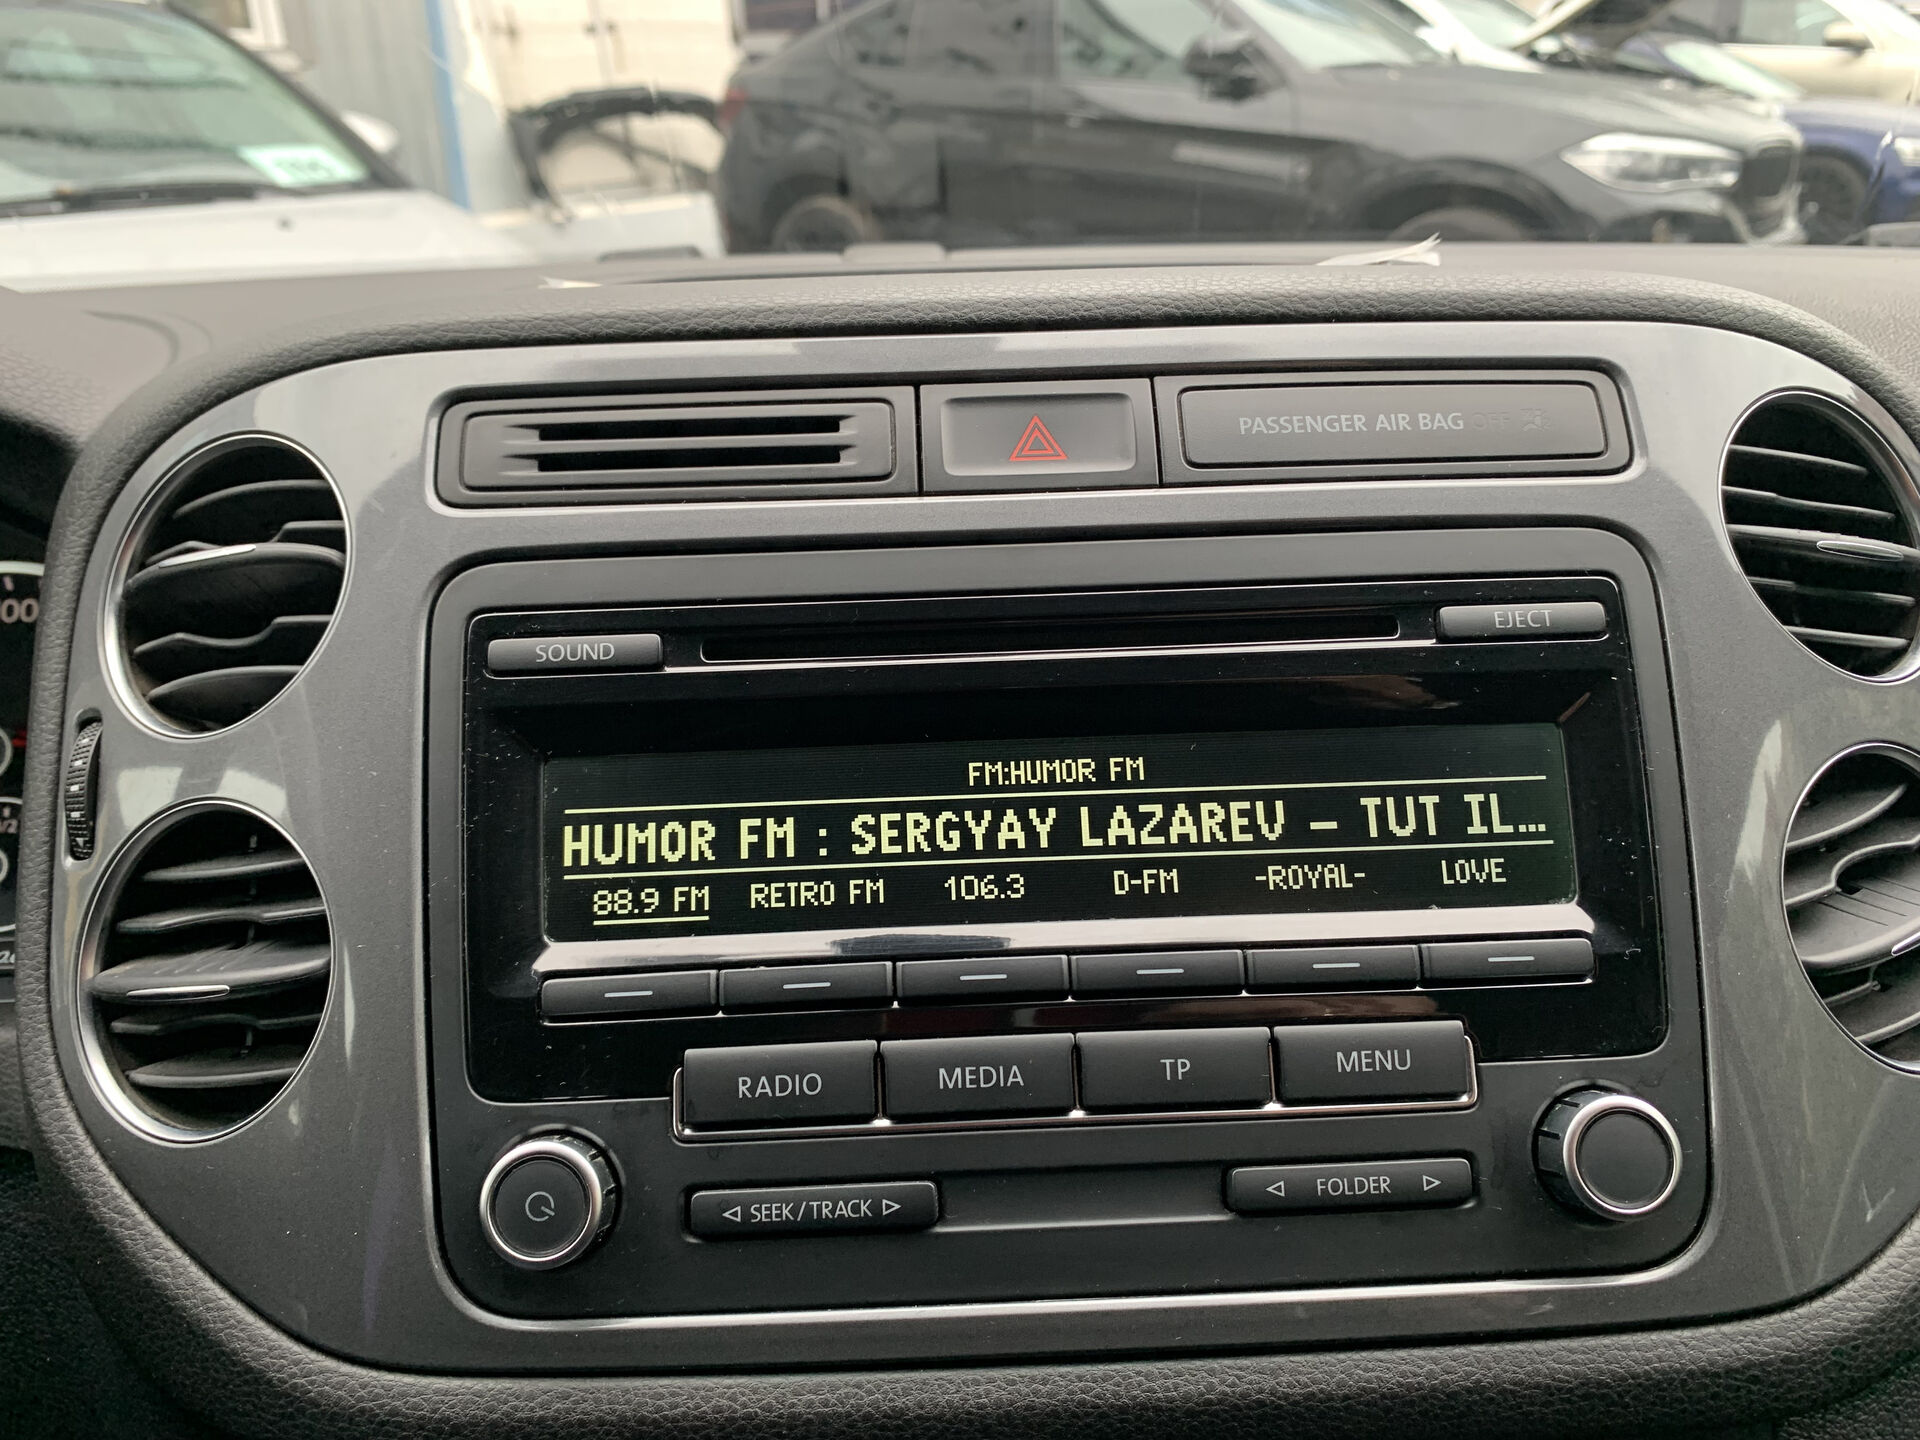 PASSENGER AIR BAG OFF
SOUND
EJECT
FM:HUMOR FM
HUMOR FM : SERGYAY LAZAREV – TUT IL...
88.9 FM RETRO FM 106.3 D-FM -ROYAL- LOVE
RADIO MEDIA TP MENU
SEEK / TRACK
FOLDER